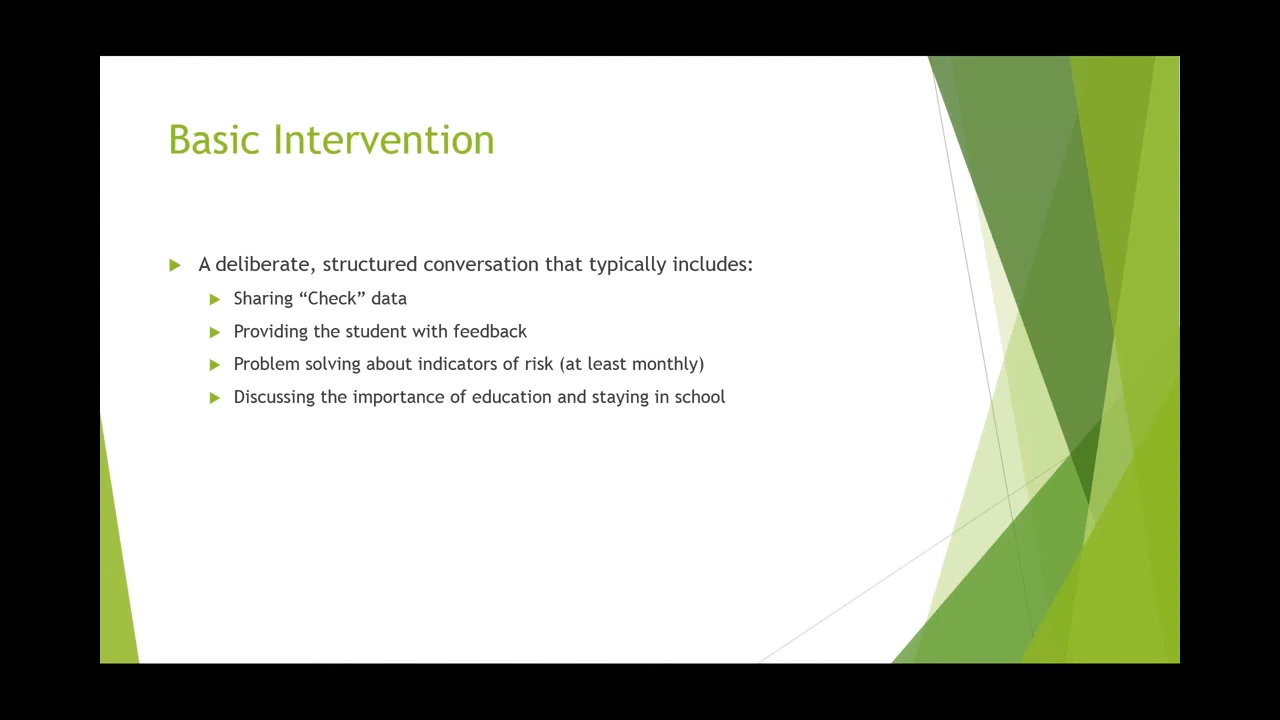 Basic Intervention
A deliberate, structured conversation that typically includes:
Sharing “Check” data
Providing the student with feedback
Problem solving about indicators of risk (at least monthly)
Discussing the importance of education and staying in school